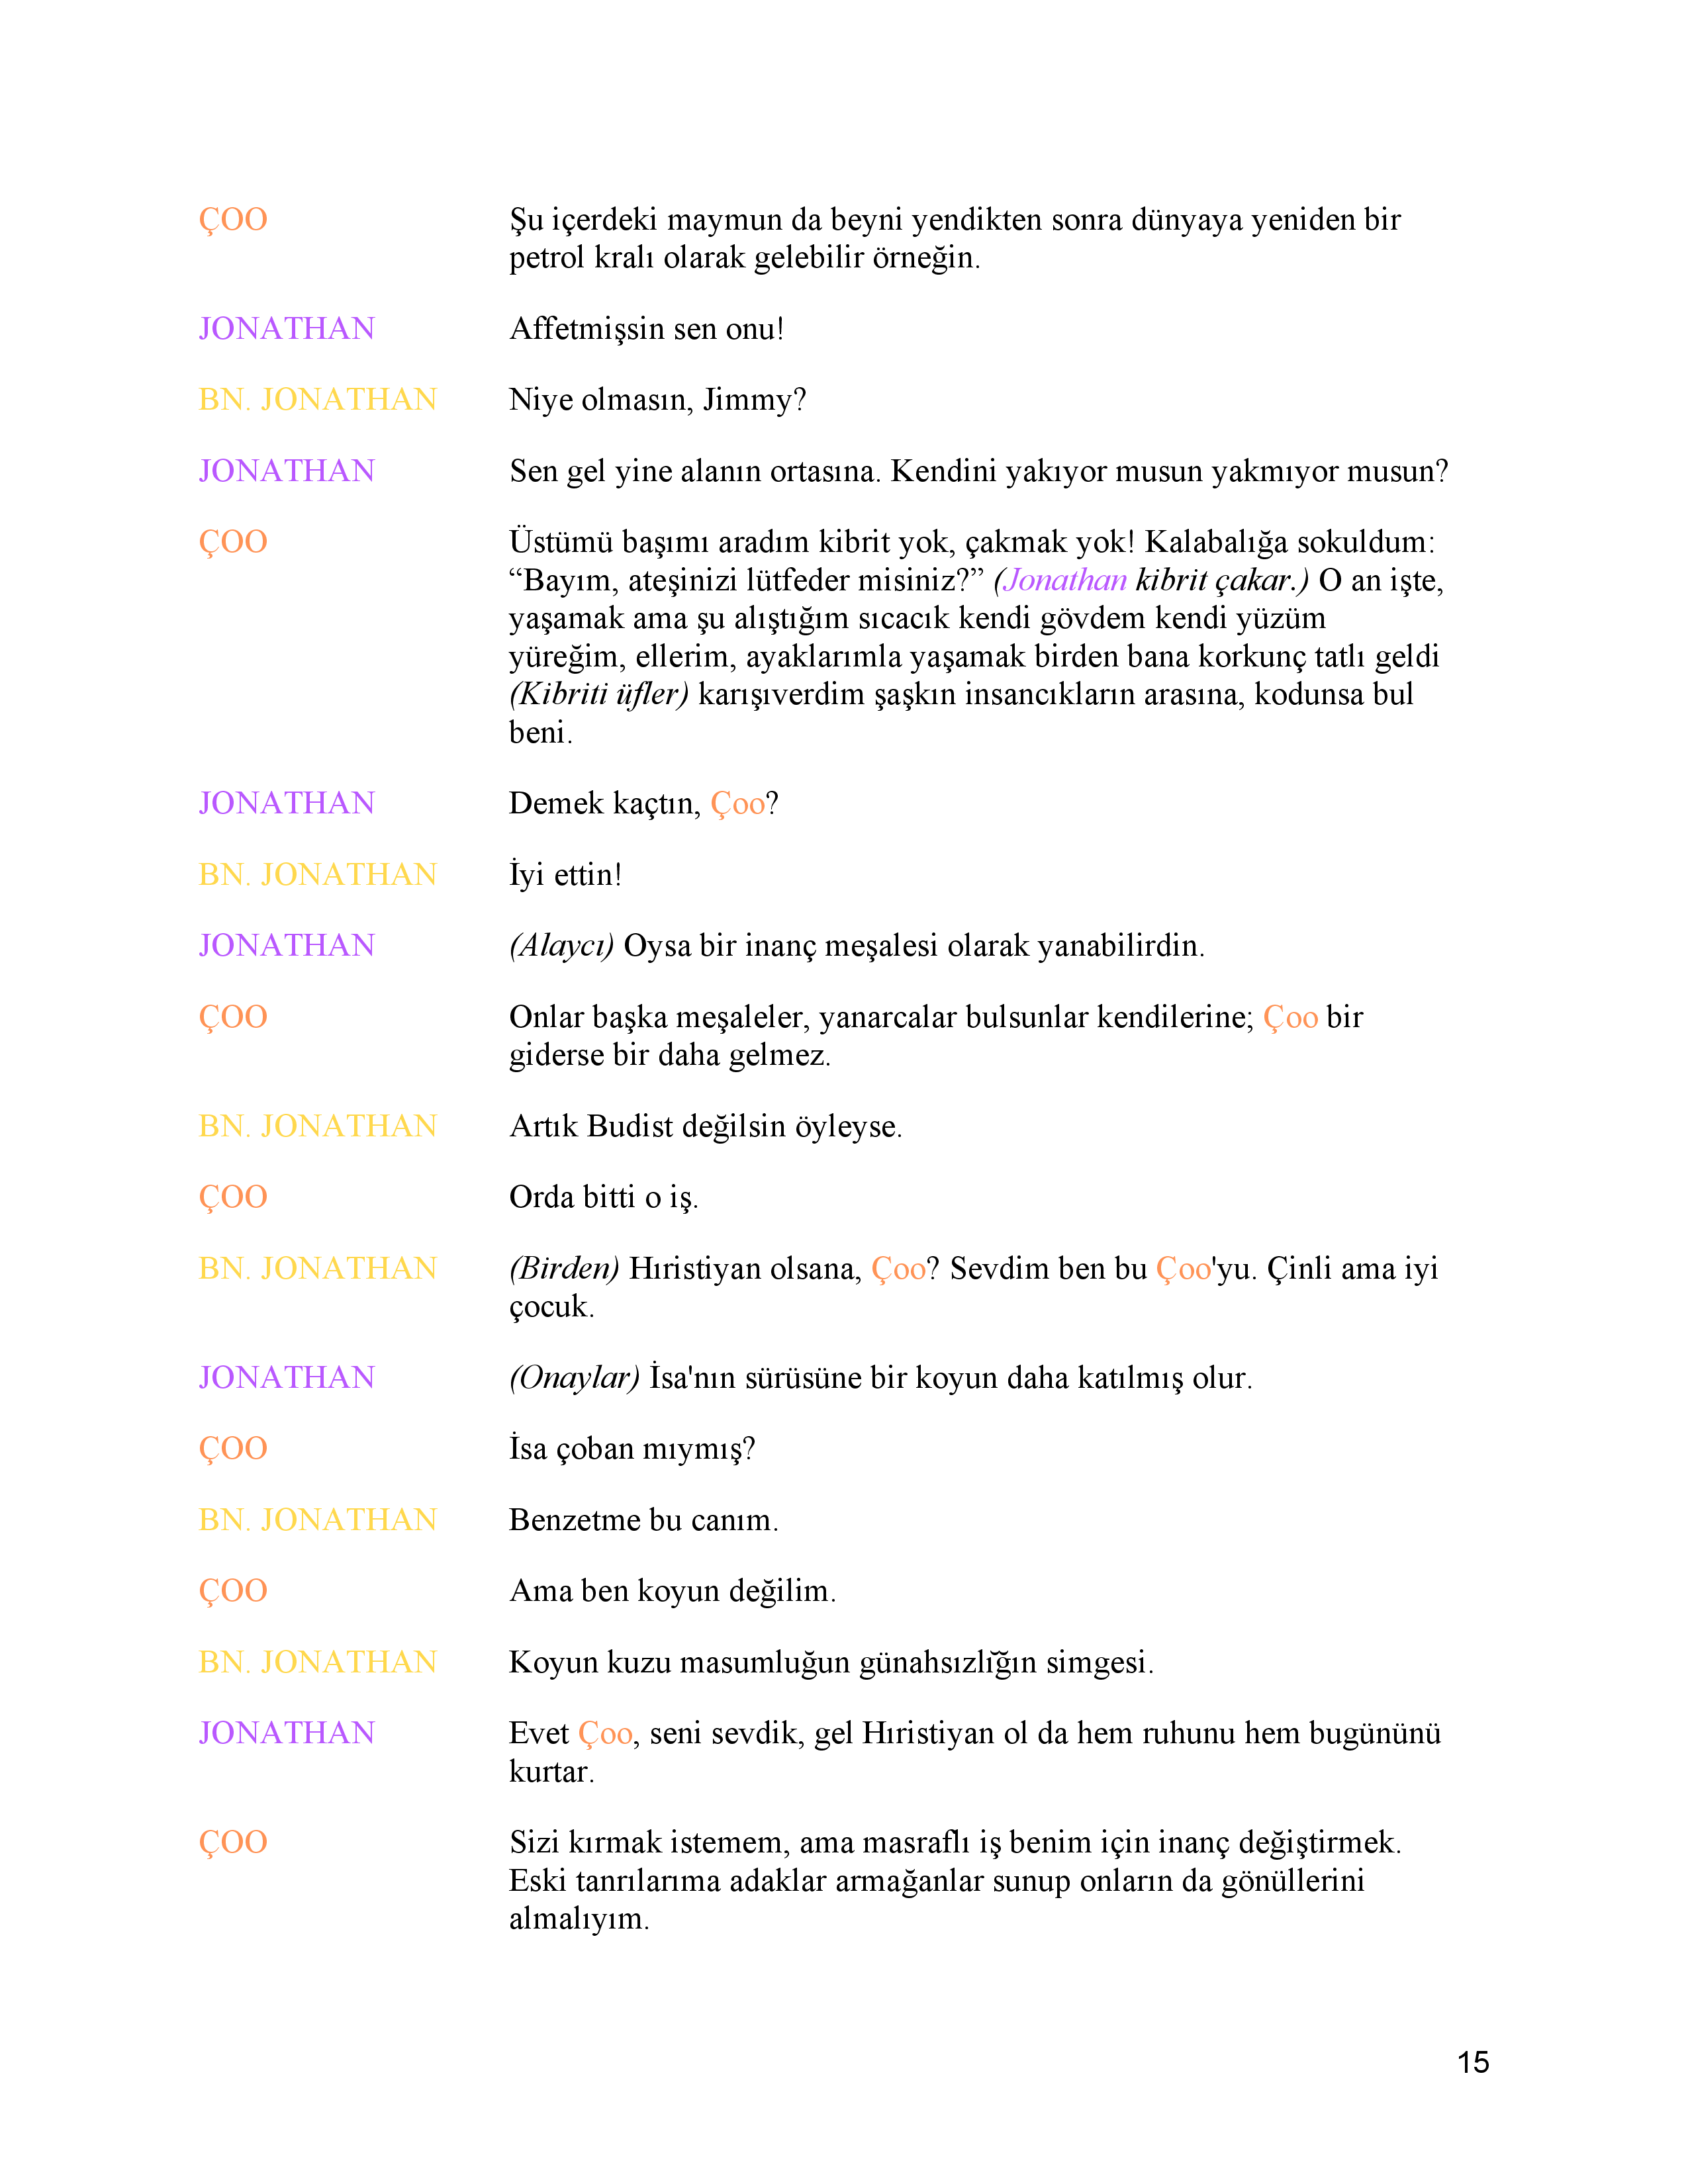 ÇOO Şu içerdeki maymun da beyni yendikten sonra dünyaya yeniden bir
petrol kralı olarak gelebilir örneğin.
JONATHAN Affetmişsin sen onu!
BN. JONATHAN Niye olmasın, Jimmy?
JONATHAN Sen gel yine alanın ortasına. Kendini yakıyor musun yakmıyor musun?
ÇOO Üstümü başımı aradım kibrit yok, çakmak yok! Kalabalığa sokuldum:
“Bayım, ateşinizi lütfeder misiniz?” (Jonathan kibrit çakar.) O an işte,
yaşamak ama şu alıştığım sıcacık kendi gövdem kendi yüzüm
yüreğim, ellerim, ayaklarımla yaşamak birden bana korkunç tatlı geldi
(Kibriti üfler) karışıverdim şaşkın insancıkların arasına, kodunsa bul
beni.
JONATHAN Demek kaçtın, Çoo?
BN. JONATHAN İyi ettin!
JONATHAN (Alaycı) Oysa bir inanç meşalesi olarak yanabilirdin.
ÇOO Onlar başka meşaleler, yanarcalar bulsunlar kendilerine; Çoo bir
giderse bir daha gelmez.
BN. JONATHAN Artık Budist değilsin öyleyse.
ÇOO Orda bitti o iş.
BN. JONATHAN (Birden) Hıristiyan olsana, Çoo? Sevdim ben bu Çoo'yu. Çinli ama iyi
çocuk.
JONATHAN (Onaylar) İsa'nın sürüsüne bir koyun daha katılmış olur.
ÇOO İsa çoban mıymış?
BN. JONATHAN Benzetme bu canım.
ÇOO Ama ben koyun değilim.
BN. JONATHAN Koyun kuzu masumluğun günahsızlı̆ğın simgesi.
JONATHAN Evet Çoo, seni sevdik, gel Hıristiyan ol da hem ruhunu hem bugününü
kurtar.
ÇOO Sizi kırmak istemem, ama masraflı iş benim için inanç değiştirmek.
Eski tanrılarıma adaklar armağanlar sunup onların da gönüllerini
almalıyım.
15